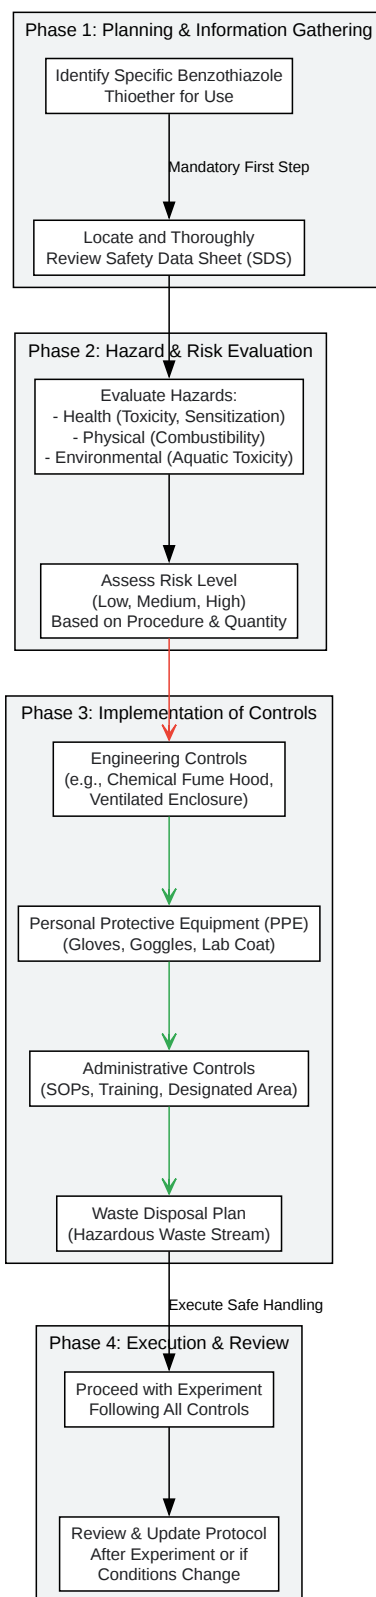 Phase 1: Planning & Information Gathering
Identify Specific Benzothiazole
Thioether for Use
Mandatory First Step
Locate and Thoroughly
Review Safety Data Sheet (SDS)
Phase 2: Hazard & Risk Evaluation
Evaluate Hazards:
- Health (Toxicity, Sensitization)
- Physical (Combustibility)
- Environmental (Aquatic Toxicity)
Assess Risk Level
(Low, Medium, High)
Based on Procedure & Quantity
Phase 3: Implementation of Controls
Engineering Controls
(e.g., Chemical Fume Hood,
Ventilated Enclosure)
Personal Protective Equipment (PPE)
(Gloves, Goggles, Lab Coat)
Administrative Controls
(SOPs, Training, Designated Area)
Waste Disposal Plan
(Hazardous Waste Stream)
Execute Safe Handling
Phase 4: Execution & Review
Proceed with Experiment
Following All Controls
Review & Update Protocol
After Experiment or if
Conditions Change